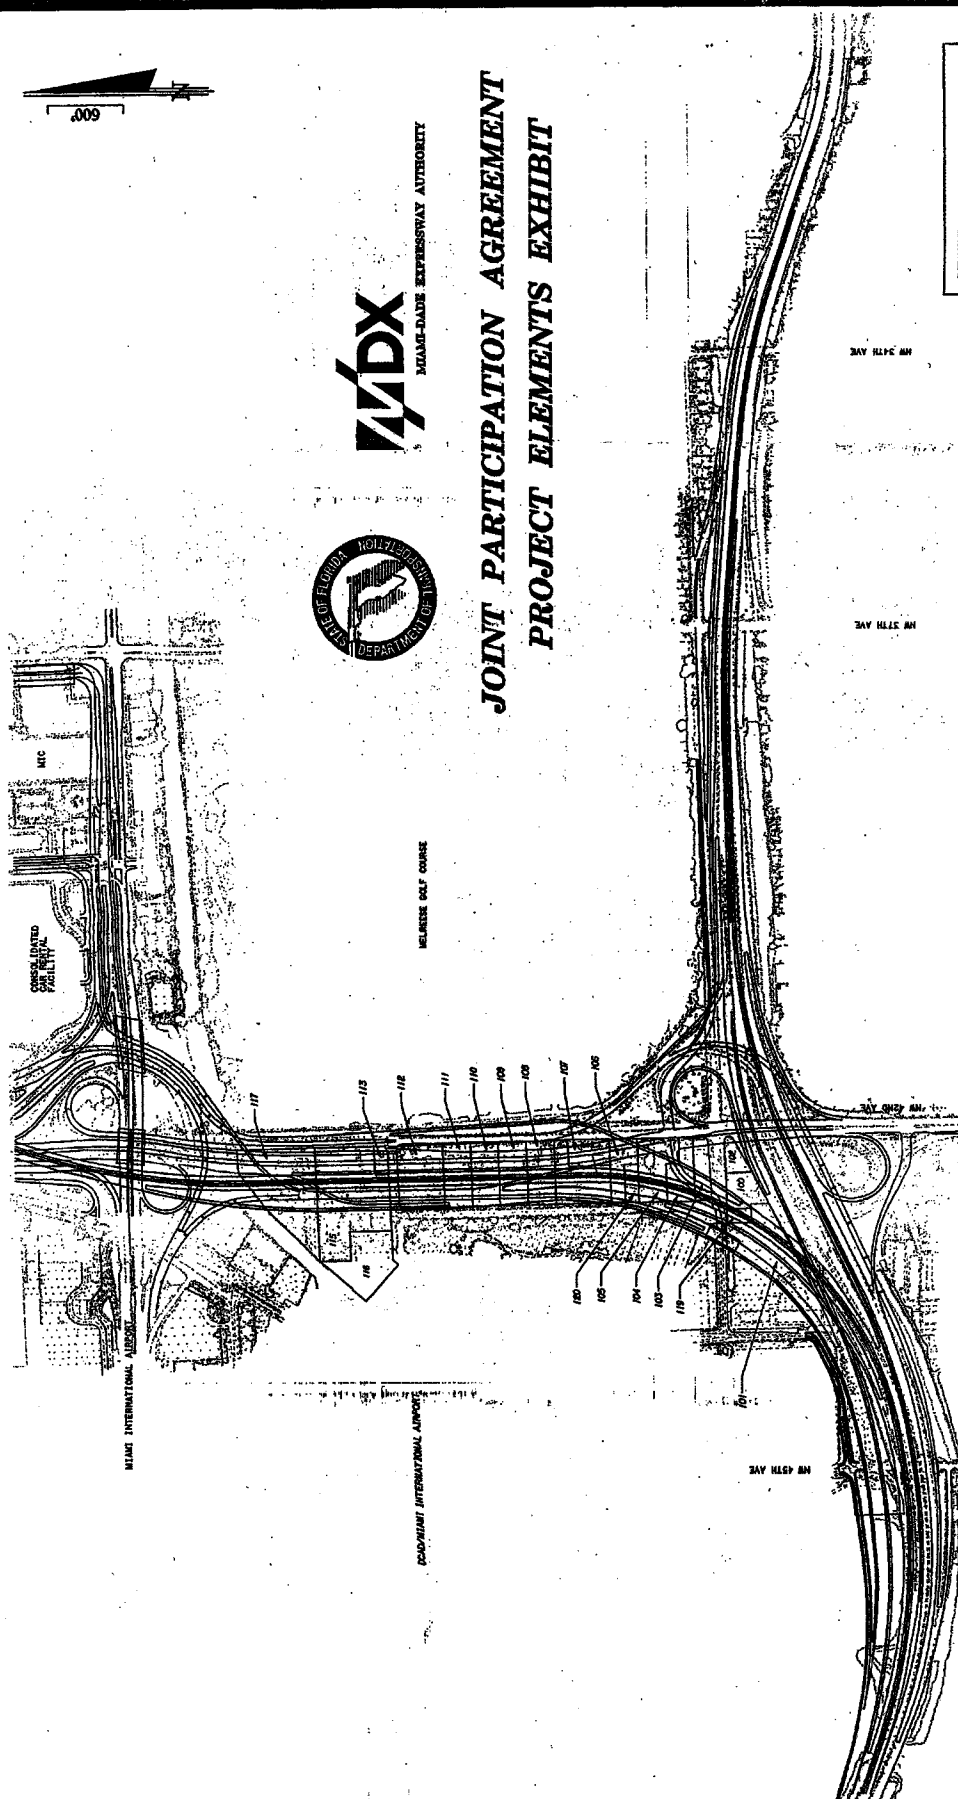 N
600'
STATE OF FLORIDA
DEPARTMENT OF TRANSPORTATION
MDX
MIAMI-DADE EXPRESSWAY AUTHORITY
JOINT PARTICIPATION AGREEMENT
PROJECT ELEMENTS EXHIBIT
MIC
CONSOLIDATED
CAR RENTAL
FACILITY
MELREESE GOLF COURSE
MIAMI INTERNATIONAL AIRPORT
DCAD/MIAMI INTERNATIONAL AIRPORT
NW 34TH AVE
NW 37TH AVE
NW 42ND AVE
NW 45TH AVE
117
113
112
111
110
109
108
107
106
116
120
105
104
103
119
101